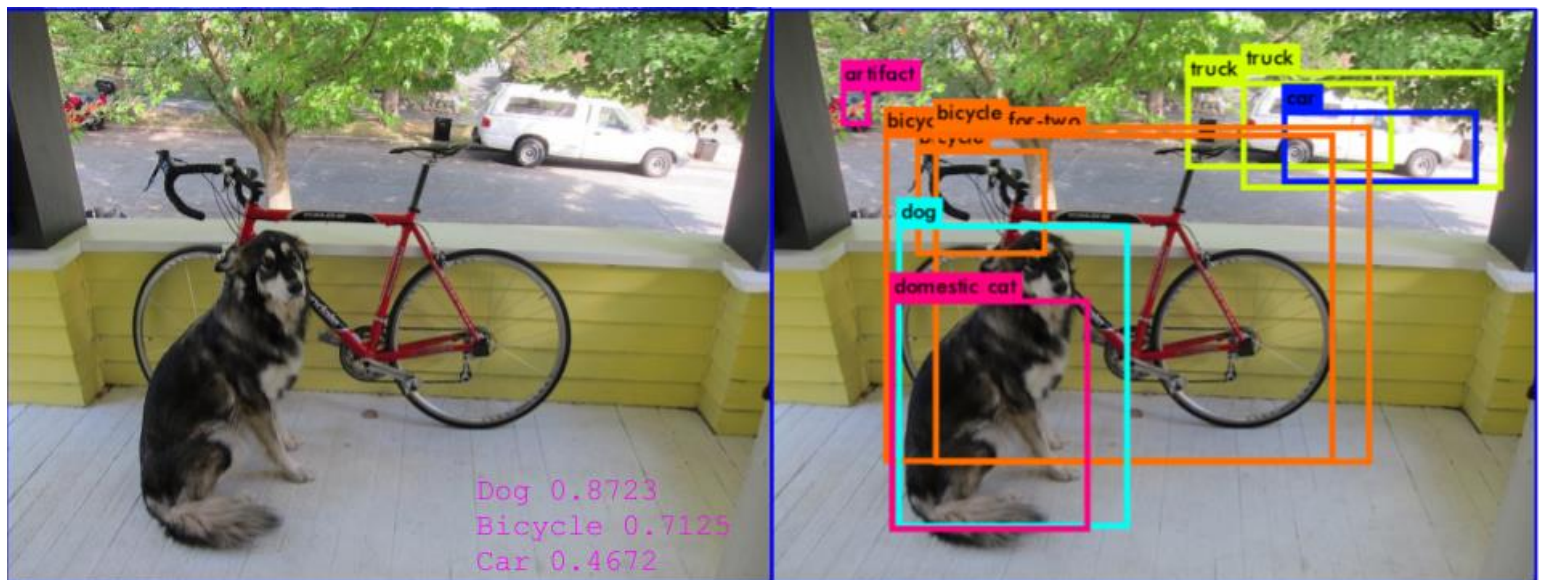 Dog 0.8723
Bicycle 0.7125
Car 0.4672
artifact
truck
truck
car
bicycle
for-two
bicycle
dog
domestic cat